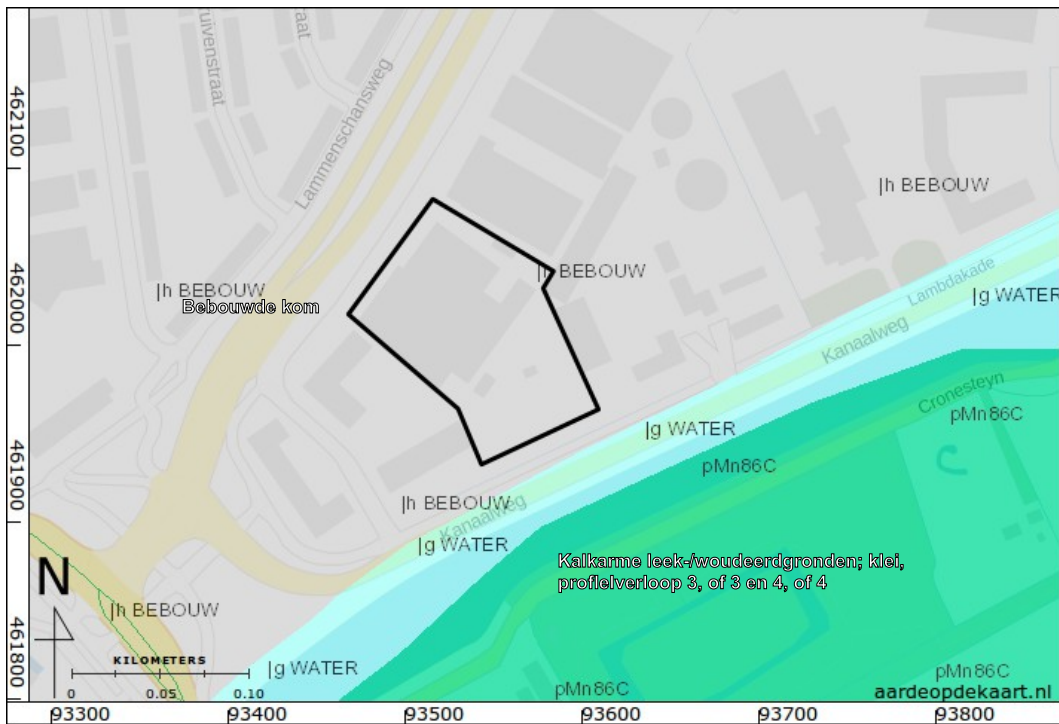 uivenstraat
aat
Lammenschansweg
462100
|h BEBOUW
|h BEBOUW
|h BEBOUW
Bebouwde kom
462000
Lambdakade
|g WATER
Kanaalweg
Cronesteyn
pMn86C
|g WATER
pMn86C
461900
|h BEBOUW
Kanaalweg
|g WATER
Kalkarme leek-/woudeerdgronden; klei,
profielverloop 3, of 3 en 4, of 4
N
|h BEBOUW
KILOMETERS
0 0.05 0.10
|g WATER
461800
pMn86C
pMn86C
aardeopdekaart.nl
93300 93400 93500 93600 93700 93800